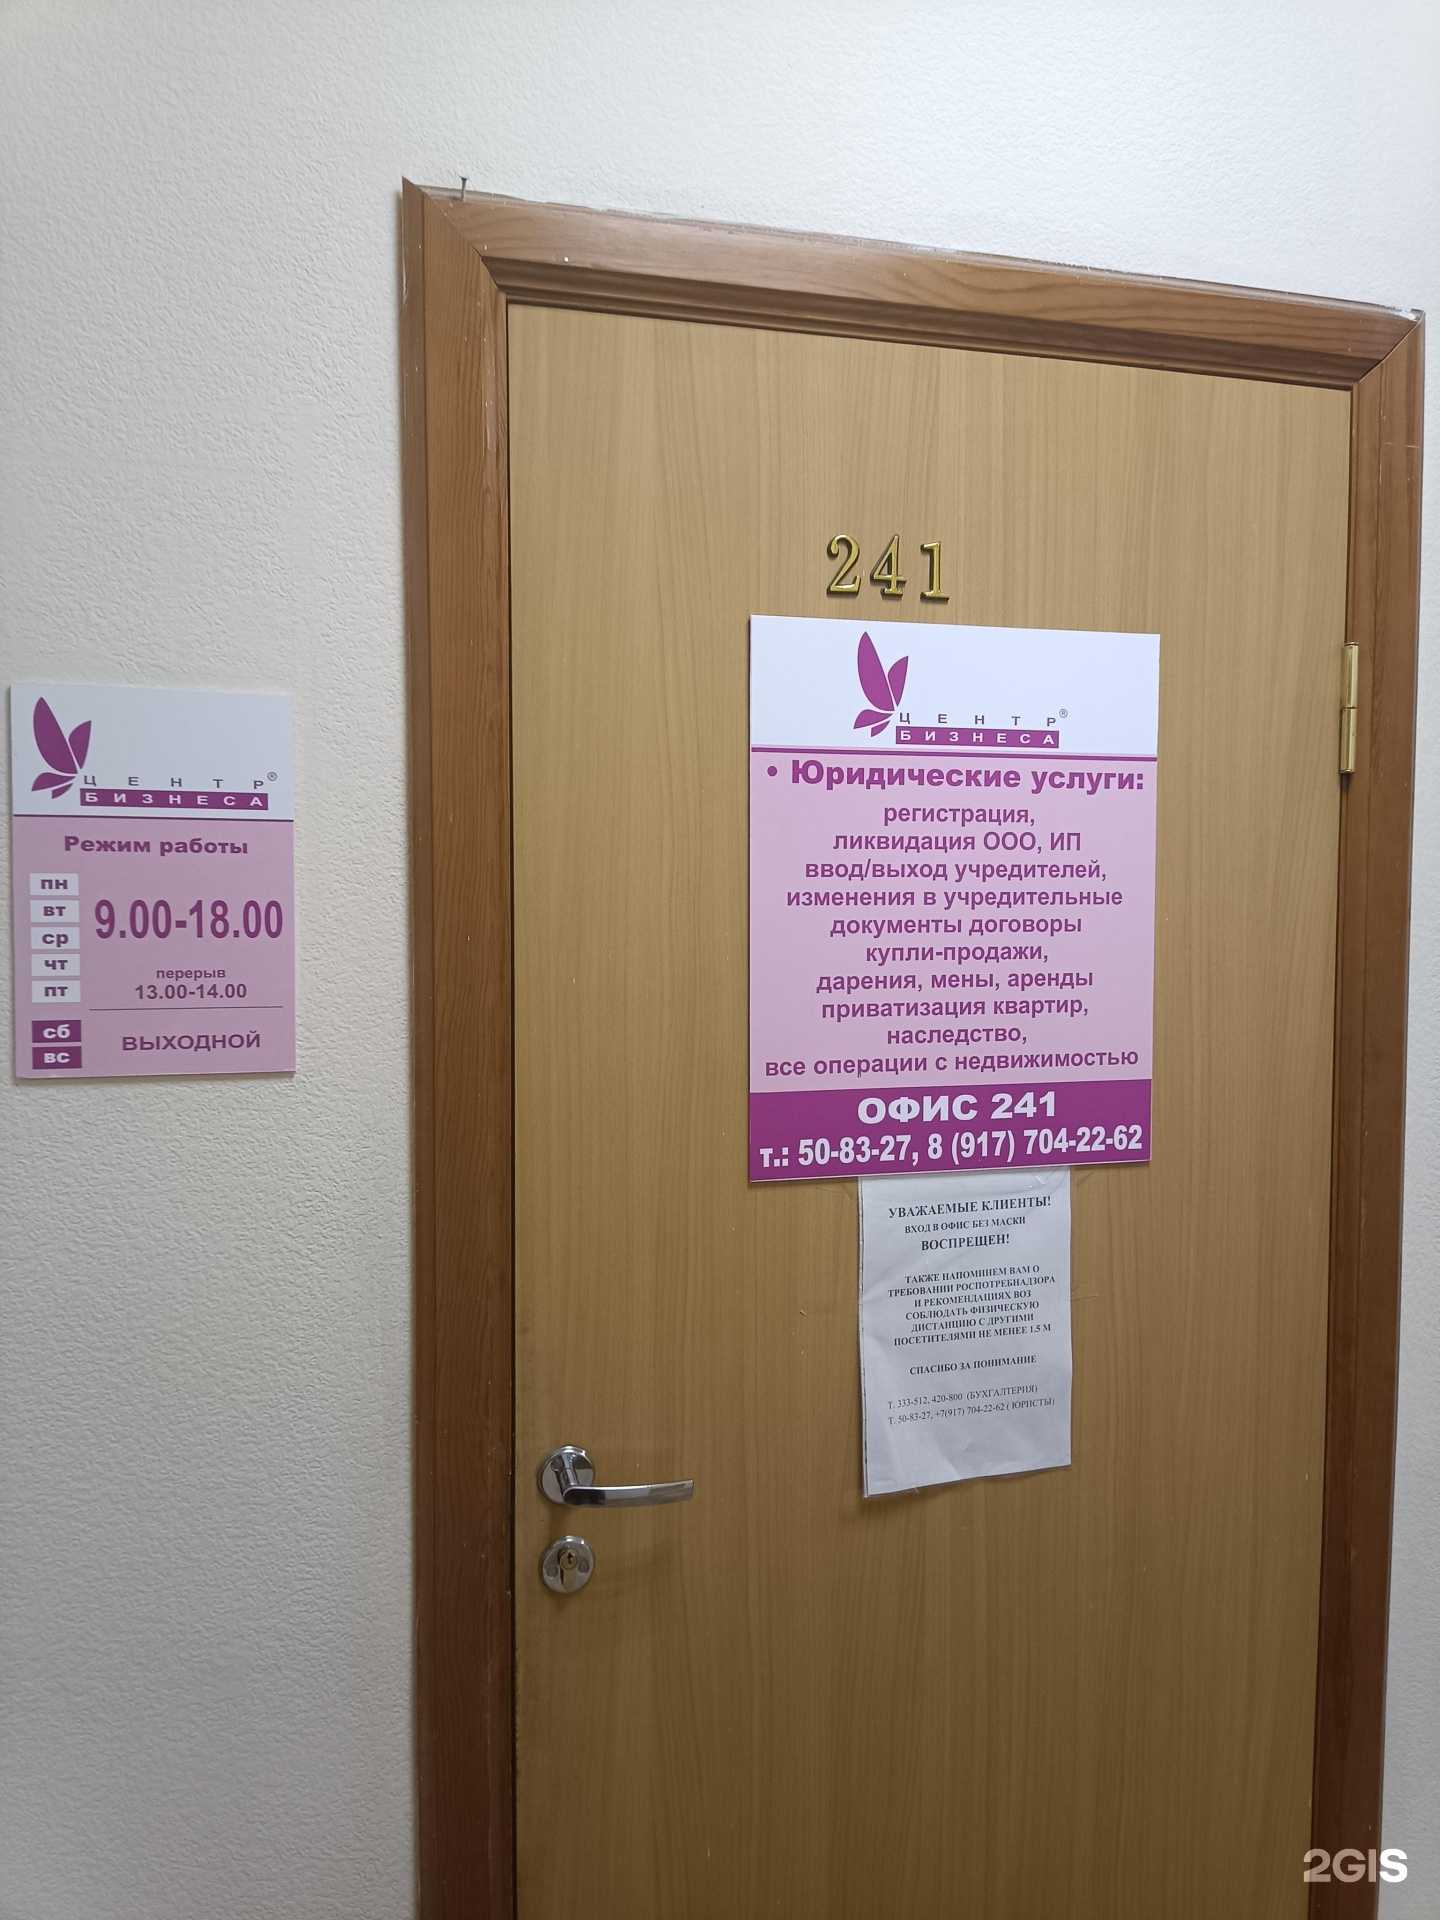 241
ЦЕНТР®
БИЗНЕСА
Режим работы
пн
вт
ср
чт
пт
9.00-18.00
перерыв
13.00-14.00
сб
вс
ВЫХОДНОЙ
ЦЕНТР®
БИЗНЕСА
• Юридические услуги:
регистрация,
ликвидация ООО, ИП
ввод/выход учредителей,
изменения в учредительные
документы договоры
купли-продажи,
дарения, мены, аренды
приватизация квартир,
наследство,
все операции с недвижимостью
ОФИС 241
т.: 50-83-27, 8 (917) 704-22-62
УВАЖАЕМЫЕ КЛИЕНТЫ!
ВХОД В ОФИС БЕЗ МАСКИ
ВОСПРЕЩЕН!
ТАКЖЕ НАПОМИНЕМ ВАМ О
ТРЕБОВАНИИ РОСПОТРЕБНАДЗОРА
И РЕКОМЕНДАЦИЯХ ВОЗ
СОБЛЮДАТЬ ФИЗИЧЕСКУЮ
ДИСТАНЦИЮ С ДРУГИМИ
ПОСЕТИТЕЛЯМИ НЕ МЕНЕЕ 1.5 М
СПАСИБО ЗА ПОНИМАНИЕ
Т. 333-512, 420-800 (БУХГАЛТЕРИЯ)
Т. 50-83-27, +7(917) 704-22-62 ( ЮРИСТЫ)
2GIS